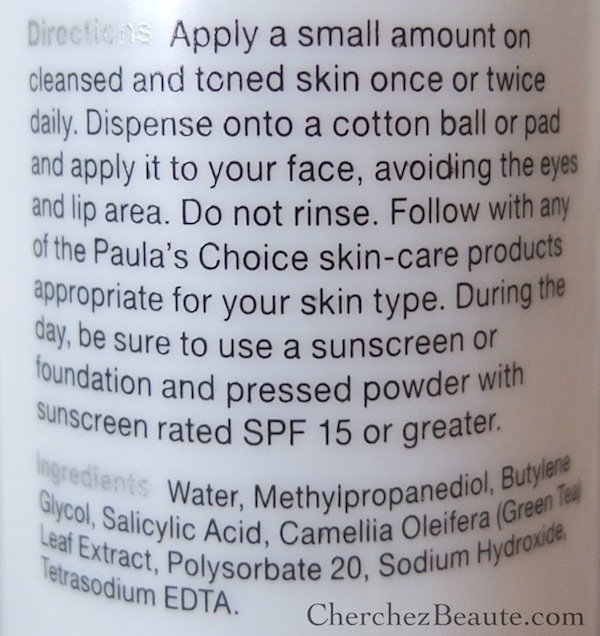 Directions Apply a small amount on
cleansed and toned skin once or twice
daily. Dispense onto a cotton ball or pad
and apply it to your face, avoiding the eyes
and lip area. Do not rinse. Follow with any
of the Paula's Choice skin-care products
appropriate for your skin type. During the
day, be sure to use a sunscreen or
foundation and pressed powder with
sunscreen rated SPF 15 or greater.
Ingredients Water, Methylpropanediol, Butylene
Glycol, Salicylic Acid, Cameliia Oleifera (Green Tea)
Leaf Extract, Polysorbate 20, Sodium Hydroxide,
Tetrasodium EDTA.
CherchezBeaute.com